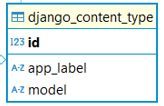 django_content_type
123 id
A-Z app_label
A-Z model